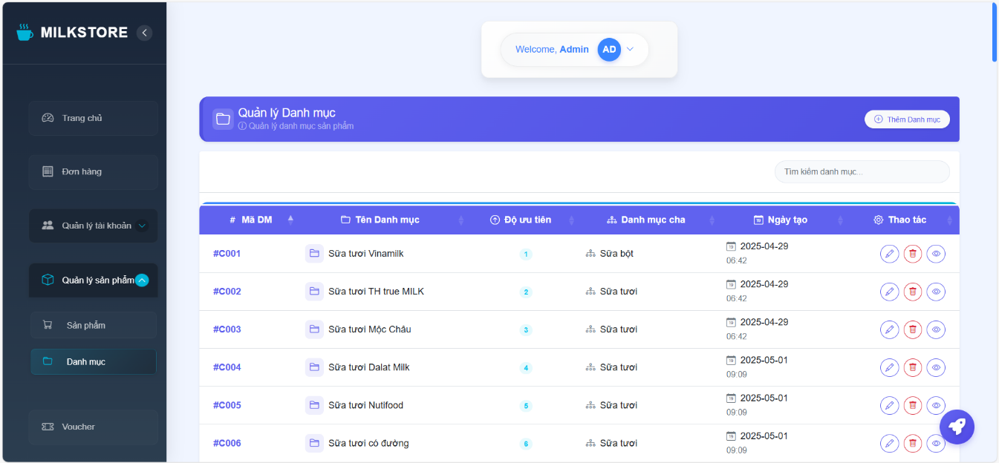 MILKSTORE
Welcome, Admin AD
Trang chủ
Đơn hàng
Quản lý tài khoản
Quản lý sản phẩm
Sản phẩm
Danh mục
Voucher
Quản lý Danh mục
Quản lý danh mục sản phẩm
Thêm Danh mục
Tìm kiếm danh mục...
# Mã DM Tên Danh mục Độ ưu tiên Danh mục cha Ngày tạo Thao tác
#C001 Sữa tươi Vinamilk 1 Sữa bột 2025-04-29
06:42
#C002 Sữa tươi TH true MILK 2 Sữa tươi 2025-04-29
06:42
#C003 Sữa tươi Mộc Châu 3 Sữa tươi 2025-04-29
06:42
#C004 Sữa tươi Dalat Milk 4 Sữa tươi 2025-05-01
09:09
#C005 Sữa tươi Nutifood 5 Sữa tươi 2025-05-01
09:09
#C006 Sữa tươi có đường 6 Sữa tươi 2025-05-01
09:09